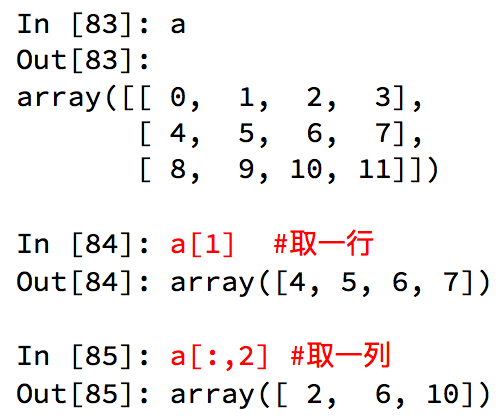 In [83]: a
Out[83]:
array([[ 0,  1,  2,  3],
       [ 4,  5,  6,  7],
       [ 8,  9, 10, 11]])
In [84]: a[1]  #取一行
Out[84]: array([4, 5, 6, 7])
In [85]: a[:,2] #取一列
Out[85]: array([ 2,  6, 10])